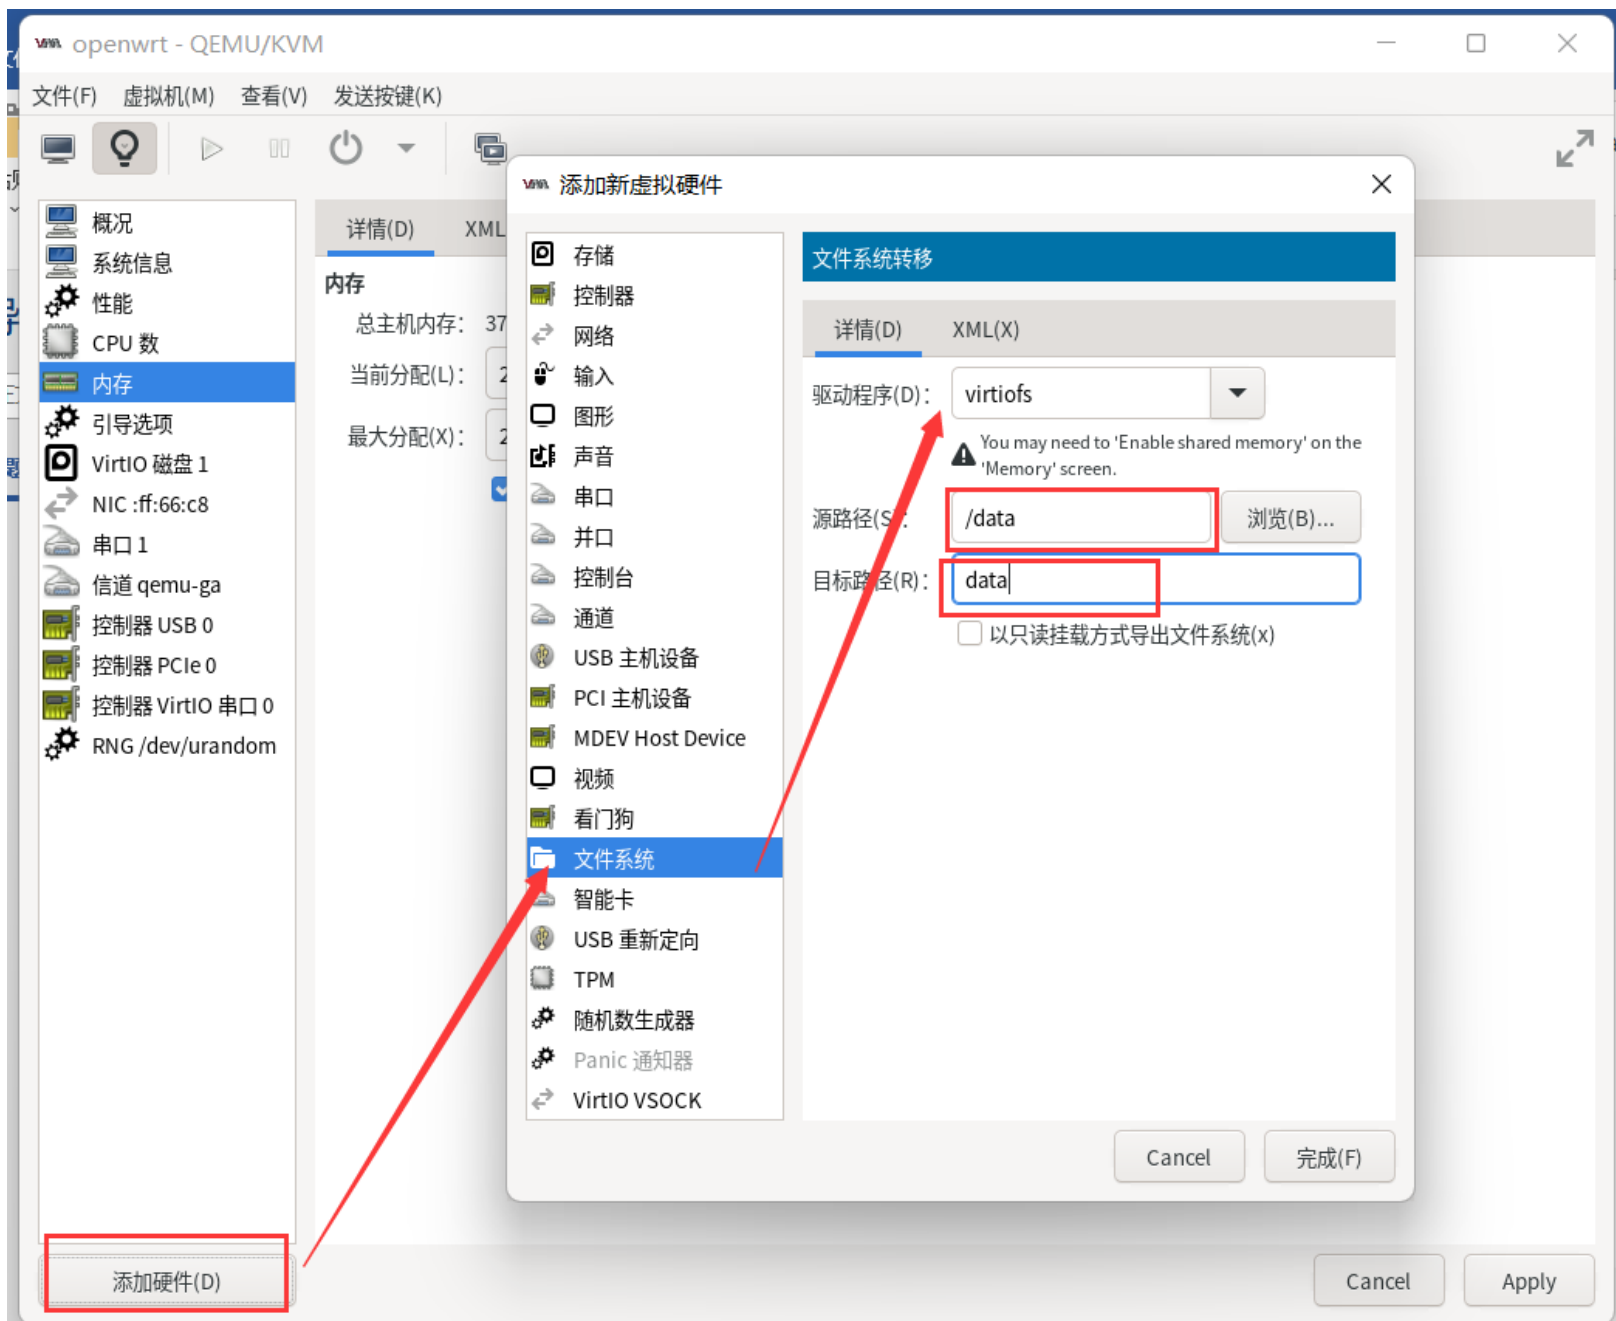 openwrt - QEMU/KVM
文件(F) 虚拟机(M) 查看(V) 发送按键(K)
概况
系统信息
性能
CPU 数
内存
引导选项
VirtIO 磁盘 1
NIC :ff:66:c8
串口 1
信道 qemu-ga
控制器 USB 0
控制器 PCIe 0
控制器 VirtIO 串口 0
RNG /dev/urandom
添加硬件(D)
详情(D) XML
内存
总主机内存： 37
当前分配(L)： 2
最大分配(X)： 2
添加新虚拟硬件
存储
控制器
网络
输入
图形
声音
串口
并口
控制台
通道
USB 主机设备
PCI 主机设备
MDEV Host Device
视频
看门狗
文件系统
智能卡
USB 重新定向
TPM
随机数生成器
Panic 通知器
VirtIO VSOCK
文件系统转移
详情(D) XML(X)
驱动程序(D)： virtiofs
You may need to 'Enable shared memory' on the
'Memory' screen.
源路径(S)： /data 浏览(B)...
目标路径(R)： data
以只读挂载方式导出文件系统(x)
Cancel 完成(F)
Cancel Apply